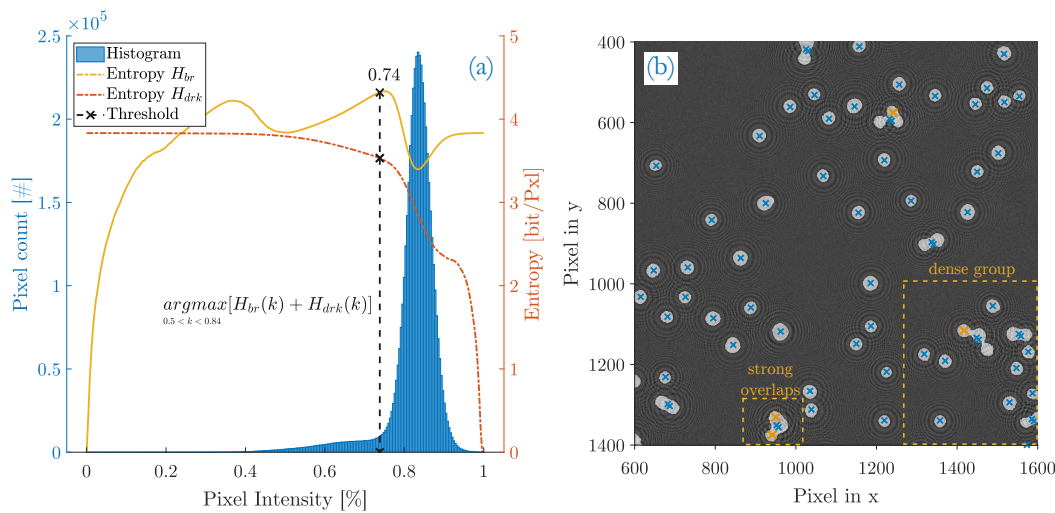 ×10⁵
2.5
2
1.5
1
0.5
0
Pixel count [#]
Histogram
Entropy H_br
Entropy H_drk
Threshold
0.74
(a)
argmax[H_br(k) + H_drk(k)]
0.5 < k < 0.84
5
4
3
2
1
0
Entropy [bit/Pxl]
0 0.2 0.4 0.6 0.8 1
Pixel Intensity [%]
(b)
400
600
800
1000
1200
1400
Pixel in y
dense group
strong
overlaps
600 800 1000 1200 1400 1600
Pixel in x